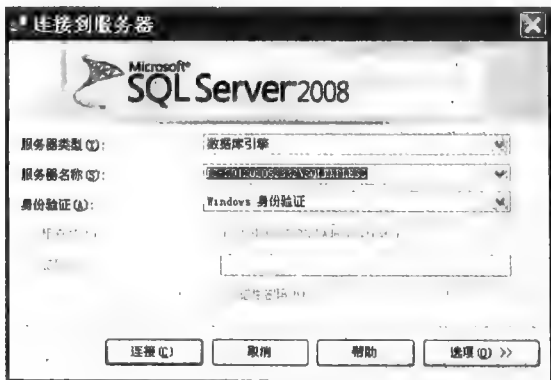 连接到服务器
Microsoft®
SQL Server 2008
服务器类型(T):
数据库引擎
服务器名称(S):
身份验证(A):
Windows 身份验证
连接(C)
取消
帮助
选项(O) >>